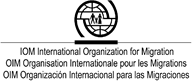 IOM International Organization for Migration
OIM Organisation Internationale pour les Migrations
OIM Organización Internacional para las Migraciones